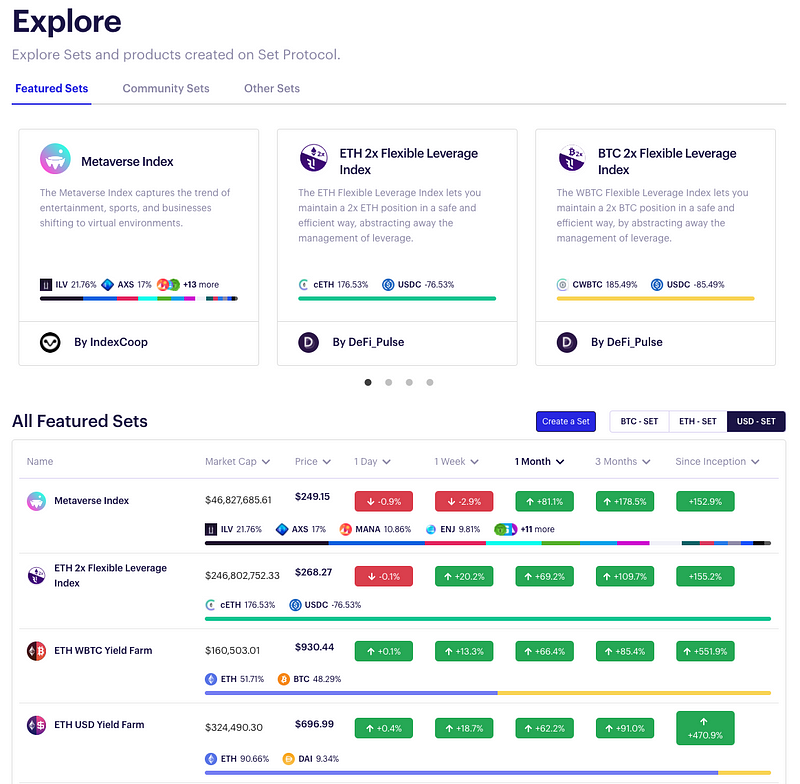 Explore
Explore Sets and products created on Set Protocol.
Featured Sets Community Sets Other Sets
Metaverse Index
The Metaverse Index captures the trend of
entertainment, sports, and businesses
shifting to virtual environments.
ILV 21.76% AXS 17% +13 more
By IndexCoop
2x
ETH 2x Flexible Leverage
Index
The ETH Flexible Leverage Index lets you
maintain a 2x ETH position in a safe and
efficient way, abstracting away the
management of leverage.
cETH 176.53% USDC -76.53%
D By DeFi_Pulse
2x
BTC 2x Flexible Leverage
Index
The WBTC Flexible Leverage Index lets you
maintain a 2x BTC position in a safe and
efficient way, by abstracting away the
management of leverage.
CWBTC 185.49% USDC -85.49%
D By DeFi_Pulse
All Featured Sets Create a Set BTC - SET ETH - SET USD - SET
Name Market Cap Price 1 Day 1 Week 1 Month 3 Months Since Inception
Metaverse Index $46,827,685.61 $249.15 -0.9% -2.9% +81.1% +178.5% +152.9%
ILV 21.76% AXS 17% MANA 10.86% ENJ 9.81% +11 more
ETH 2x Flexible Leverage
Index
$246,802,752.33 $268.27 -0.1% +20.2% +69.2% +109.7% +155.2%
cETH 176.53% USDC -76.53%
ETH WBTC Yield Farm $160,503.01 $930.44 +0.1% +13.3% +66.4% +85.4% +551.9%
ETH 51.71% BTC 48.29%
ETH USD Yield Farm $324,490.30 $696.99 +0.4% +18.7% +62.2% +91.0% +470.9%
ETH 90.66% DAI 9.34%